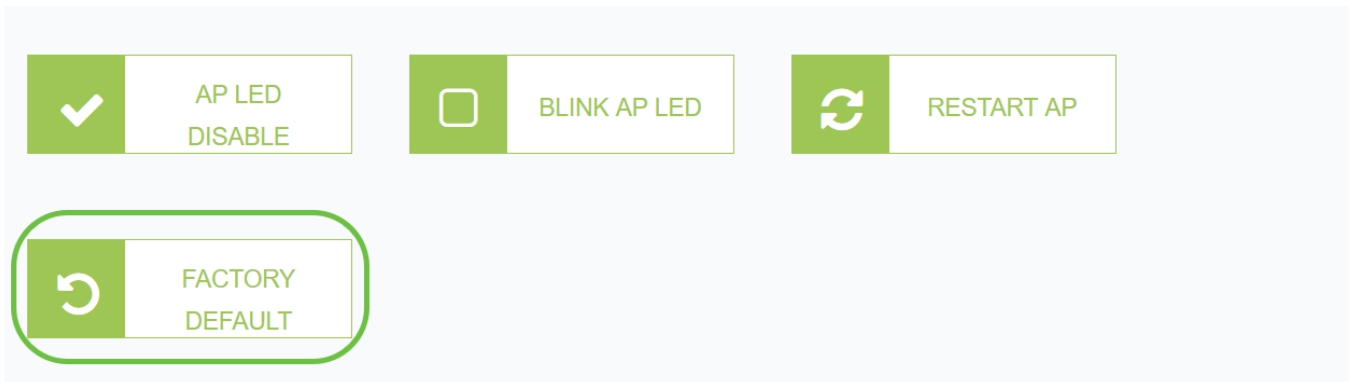 AP LED
DISABLE
BLINK AP LED
RESTART AP
FACTORY
DEFAULT